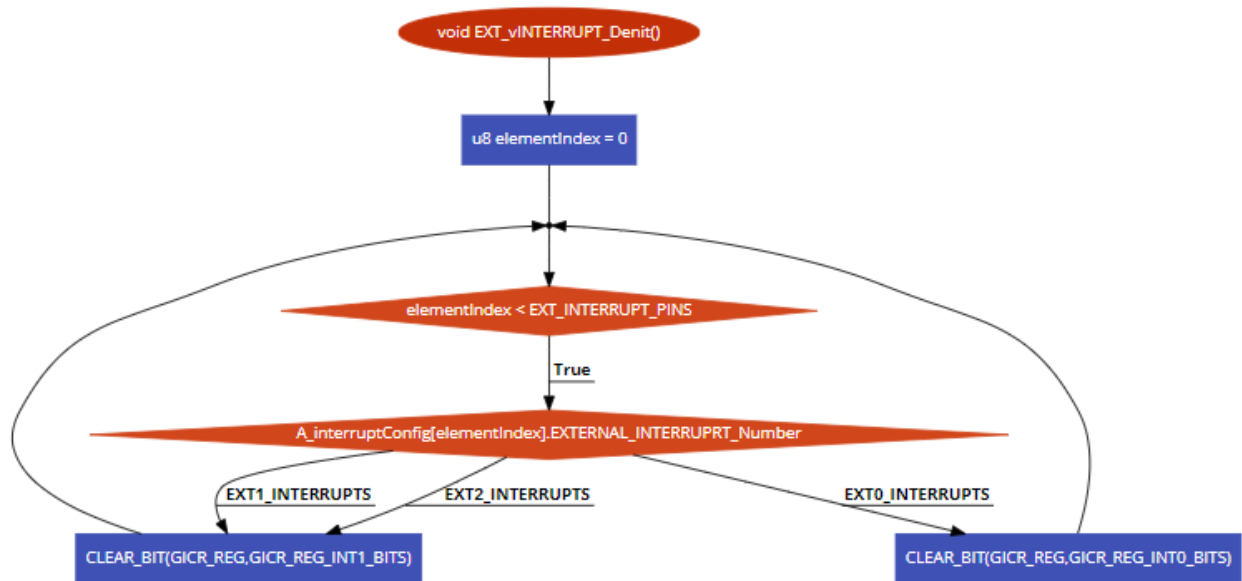 void EXT_vINTERRUPT_Denit()
u8 elementIndex = 0
elementIndex < EXT_INTERRUPT_PINS
True
A_interruptConfig[elementIndex].EXTERNAL_INTERRUPRT_Number
EXT1_INTERRUPTS
EXT2_INTERRUPTS
EXT0_INTERRUPTS
CLEAR_BIT(GICR_REG,GICR_REG_INT1_BITS)
CLEAR_BIT(GICR_REG,GICR_REG_INT0_BITS)